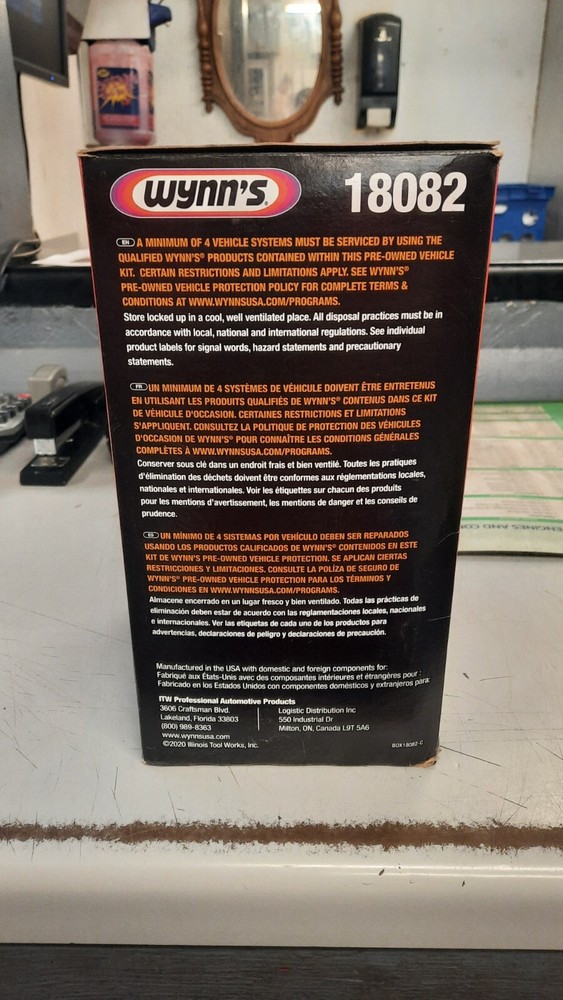 WYNN'S®
18082
EN A MINIMUM OF 4 VEHICLE SYSTEMS MUST BE SERVICED BY USING THE
QUALIFIED WYNN'S® PRODUCTS CONTAINED WITHIN THIS PRE-OWNED VEHICLE
KIT. CERTAIN RESTRICTIONS AND LIMITATIONS APPLY. SEE WYNN'S®
PRE-OWNED VEHICLE PROTECTION POLICY FOR COMPLETE TERMS &
CONDITIONS AT WWW.WYNNSUSA.COM/PROGRAMS.
Store locked up in a cool, well ventilated place. All disposal practices must be in
accordance with local, national and international regulations. See individual
product labels for signal words, hazard statements and precautionary
statements.
FR UN MINIMUM DE 4 SYSTÈMES DE VÉHICULE DOIVENT ÊTRE ENTRETENUS
EN UTILISANT LES PRODUITS QUALIFIÉS DE WYNN'S® CONTENUS DANS CE KIT
DE VÉHICULE D'OCCASION. CERTAINES RESTRICTIONS ET LIMITATIONS
S'APPLIQUENT. CONSULTEZ LA POLITIQUE DE PROTECTION DES VÉHICULES
D'OCCASION DE WYNN'S® POUR CONNAÎTRE LES CONDITIONS GÉNÉRALES
COMPLÈTES À WWW.WYNNSUSA.COM/PROGRAMS.
Conserver sous clé dans un endroit frais et bien ventilé. Toutes les pratiques
d'élimination des déchets doivent être conformes aux réglementations locales,
nationales et internationales. Voir les étiquettes sur chacun des produits
pour les mentions d'avertissement, les mentions de danger et les conseils de
prudence.
ES UN MÍNIMO DE 4 SISTEMAS POR VEHÍCULO DEBEN SER REPARADOS
USANDO LOS PRODUCTOS CALIFICADOS DE WYNN'S® CONTENIDOS EN ESTE
KIT DE WYNN'S® PRE-OWNED VEHICLE PROTECTION. SE APLICAN CIERTAS
RESTRICCIONES Y LIMITACIONES. CONSULTE LA POLÍZA DE SEGURO DE
WYNN'S® PRE-OWNED VEHICLE PROTECTION PARA LOS TÉRMINOS Y
CONDICIONES EN WWW.WYNNSUSA.COM/PROGRAMS.
Almacene encerrado en un lugar fresco y bien ventilado. Todas las prácticas de
eliminación deben estar de acuerdo con las reglamentaciones locales, nacionales
e internacionales. Ver las etiquetas de cada uno de los productos para
advertencias, declaraciones de peligro y declaraciones de precaución.
Manufactured in the USA with domestic and foreign components for:
Fabriqué aux États-Unis avec des composantes intérieures et étrangères pour :
Fabricado en los Estados Unidos con componentes domésticos y extranjeros para:
ITW Professional Automotive Products
3606 Craftsman Blvd.
Lakeland, Florida 33803
(800) 989-8363
www.wynnsusa.com
©2020 Illinois Tool Works, Inc.
Logistic Distribution Inc
550 Industrial Dr
Milton, ON, Canada L9T 5A6
BOX18082-C